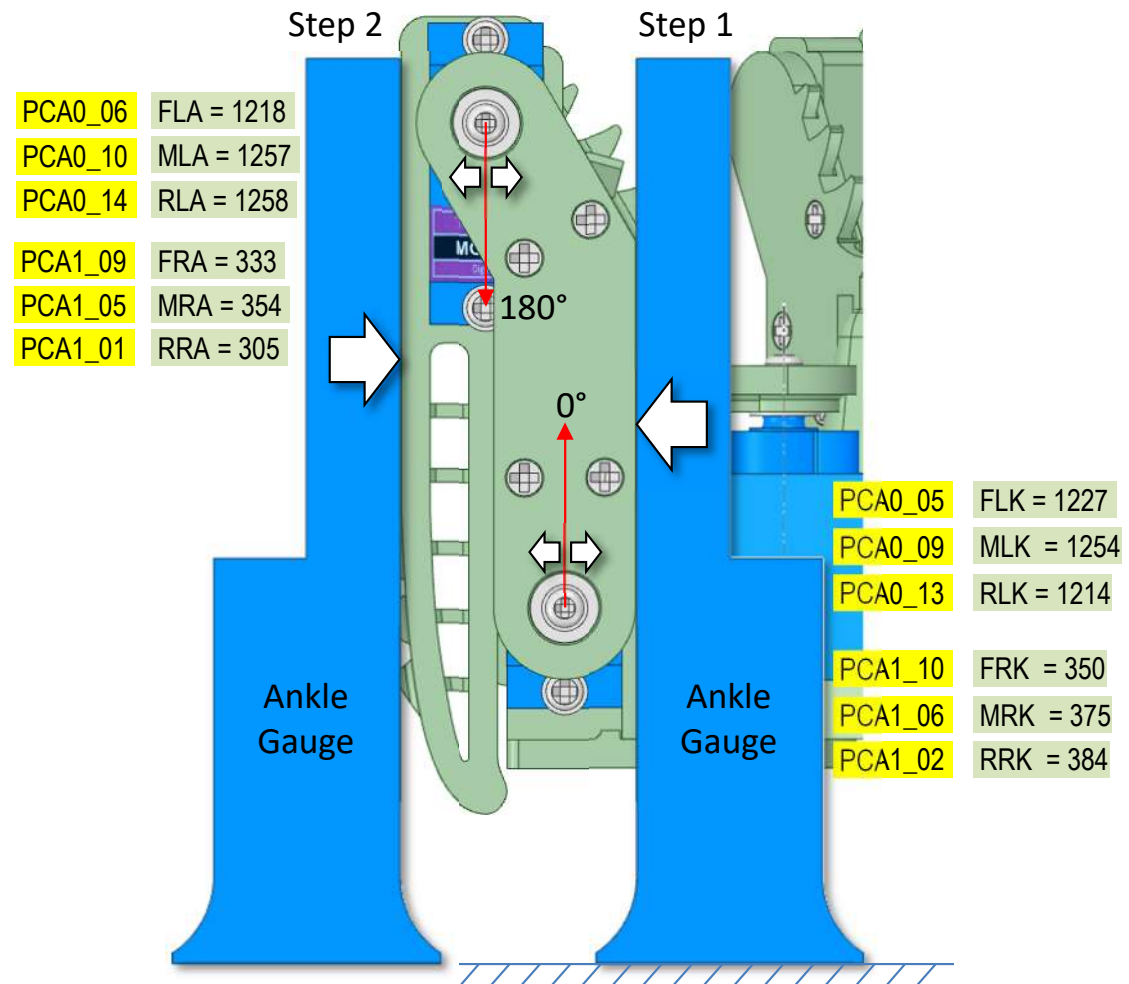 Step 2
Step 1
PCA0_06 FLA = 1218
PCA0_10 MLA = 1257
PCA0_14 RLA = 1258
PCA1_09 FRA = 333
PCA1_05 MRA = 354
PCA1_01 RRA = 305
180°
0°
PCA0_05 FLK = 1227
PCA0_09 MLK = 1254
PCA0_13 RLK = 1214
PCA1_10 FRK = 350
PCA1_06 MRK = 375
PCA1_02 RRK = 384
Ankle
Gauge
Ankle
Gauge